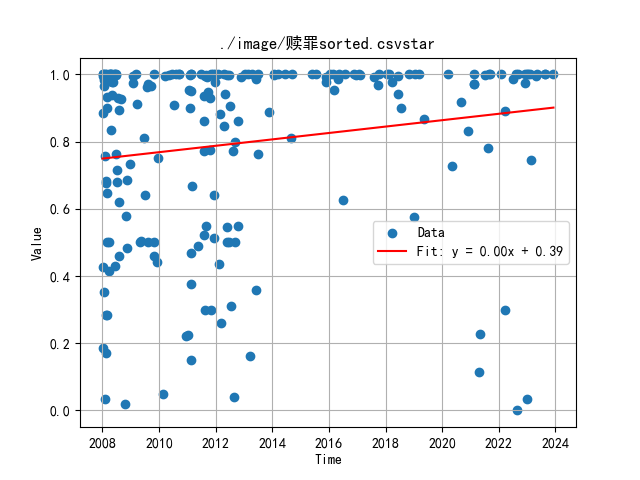 ./image/赎罪sorted.csvstar
1.0
0.8
0.6
0.4
0.2
0.0
Value
Data
Fit: y = 0.00x + 0.39
2008 2010 2012 2014 2016 2018 2020 2022 2024
Time